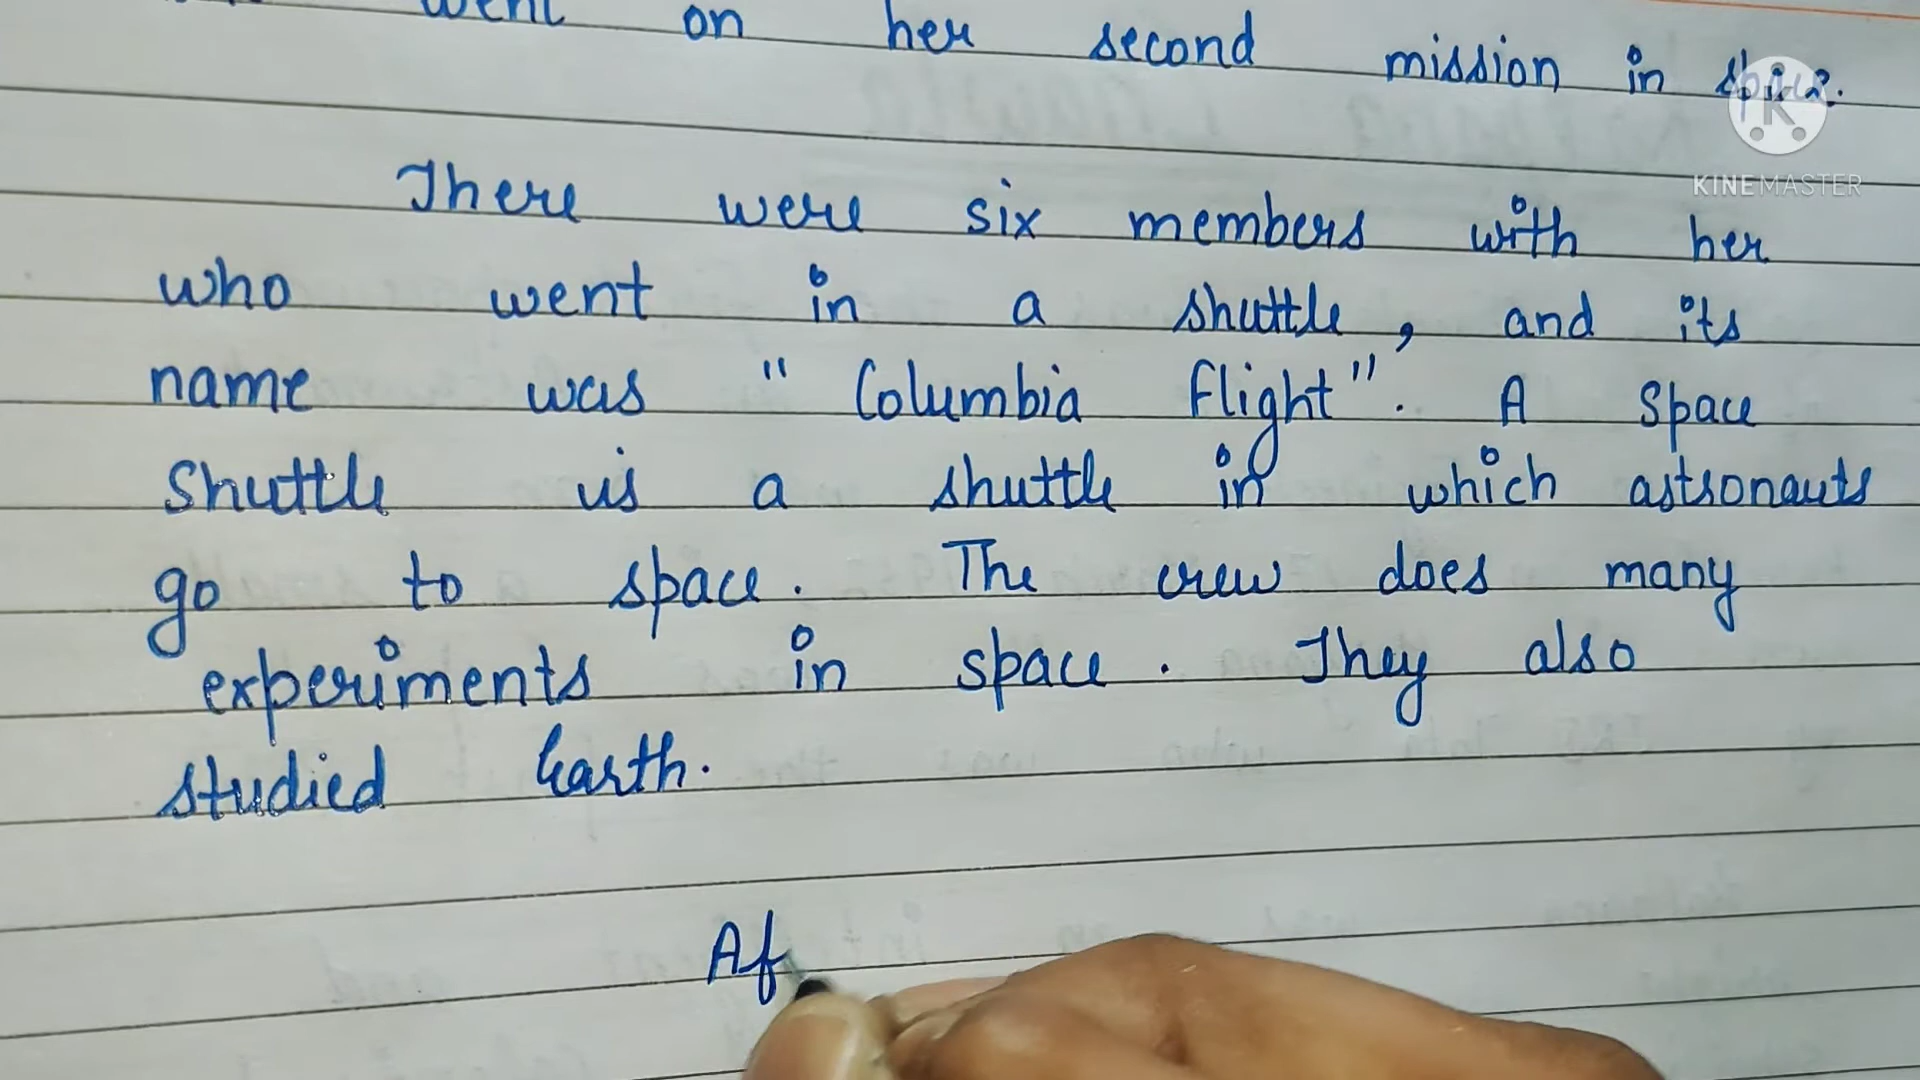 went on her second mission in space.
KINEMASTER
There were six members with her
who went in a shuttle, and its
name was "Columbia Flight". A Space
Shuttle is a shuttle in which astronauts
go to space. The crew does many
experiments in space. They also
studied Earth.
Af